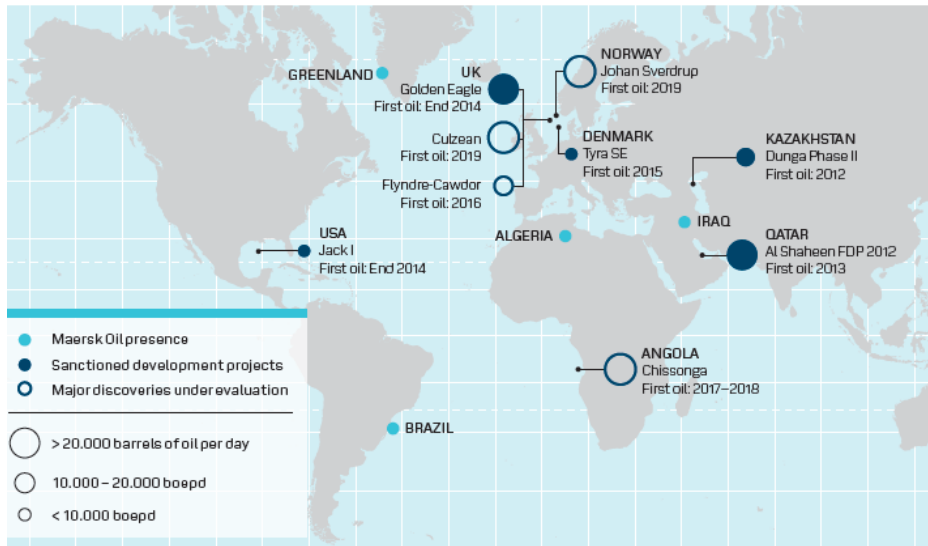 GREENLAND
UK
Golden Eagle
First oil: End 2014
Culzean
First oil: 2019
Flyndre-Cawdor
First oil: 2016
NORWAY
Johan Sverdrup
First oil: 2019
DENMARK
Tyra SE
First oil: 2015
KAZAKHSTAN
Dunga Phase II
First oil: 2012
USA
Jack I
First oil: End 2014
ALGERIA
IRAQ
QATAR
Al Shaheen FDP 2012
First oil: 2013
ANGOLA
Chissonga
First oil: 2017–2018
BRAZIL
Maersk Oil presence
Sanctioned development projects
Major discoveries under evaluation
> 20.000 barrels of oil per day
10.000 – 20.000 boepd
< 10.000 boepd